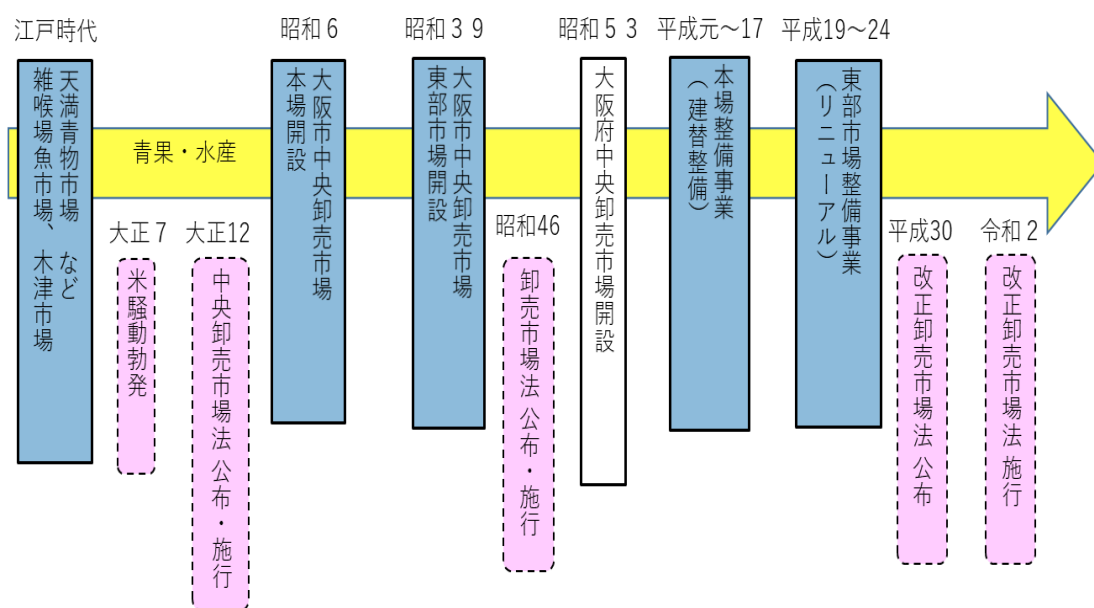 江戸時代
天満青物市場　など
雑喉場魚市場、木津市場
青果・水産
大正７
米騒動勃発
大正12
中央卸売市場法 公布・施行
昭和６
大阪市中央卸売市場
本場開設
昭和３９
大阪市中央卸売市場
東部市場開設
昭和46
卸売市場法 公布・施行
昭和５３
大阪府中央卸売市場開設
平成元～17
本場整備事業
（建替整備）
平成19～24
東部市場整備事業
（リニューアル）
平成30
改正卸売市場法 公布
令和２
改正卸売市場法 施行